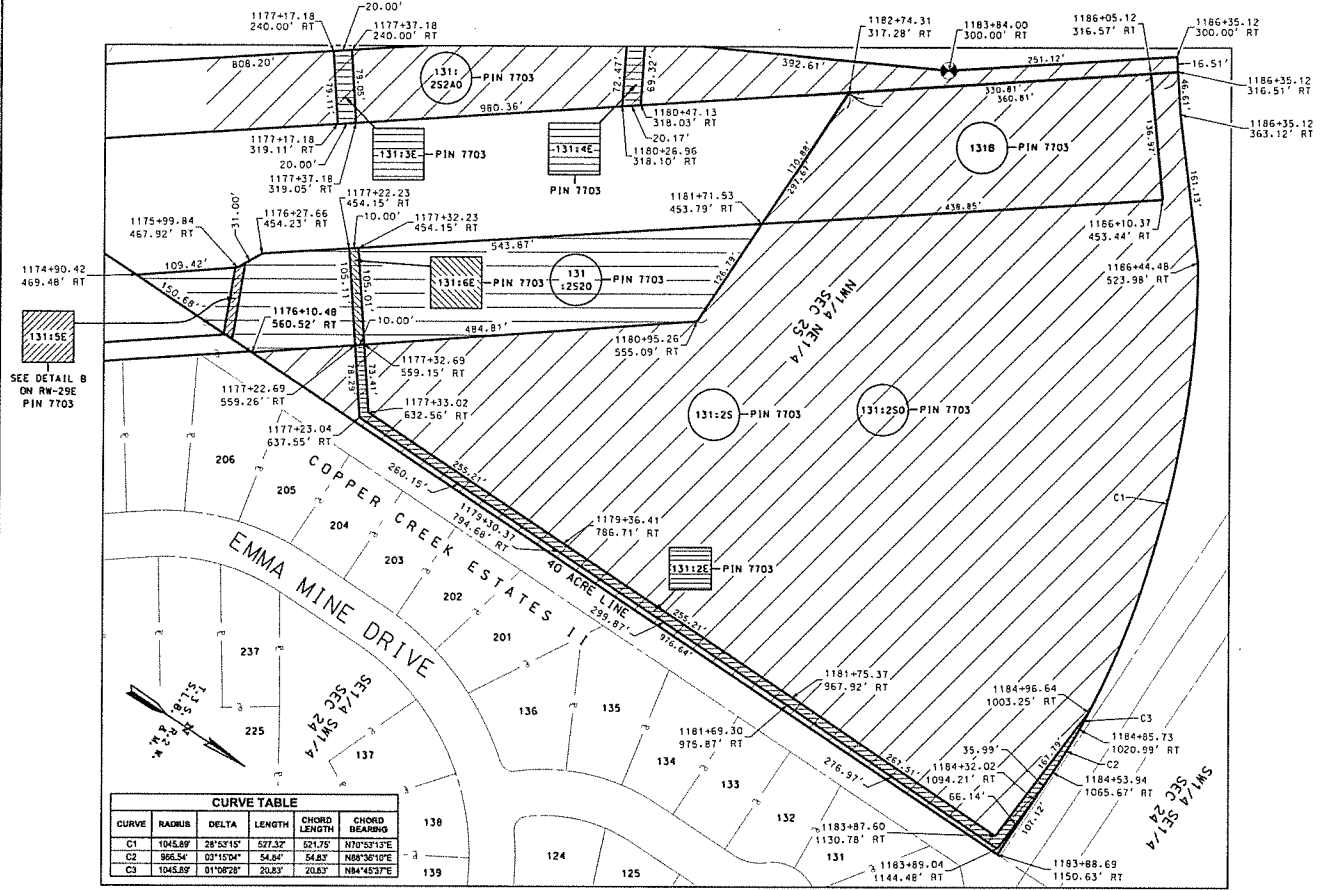 20.00'
1177+17.18
240.00' RT
1177+37.18
240.00' RT
1182+74.31
317.28' RT
1183+84.00
300.00' RT
1186+05.12
316.57' RT
1186+35.12
300.00' RT
808.20'
79.11'
79.05'
131:
2S2AO
PIN 7703
72.47'
69.32'
392.61'
251.12'
16.51'
330.81'
360.81'
46.61'
1186+35.12
316.51' RT
980.36'
1180+47.13
318.03' RT
1177+17.18
319.11' RT
20.00'
131:3E
PIN 7703
131:4E
PIN 7703
20.17'
1180+26.96
318.10' RT
131B
PIN 7703
136.97'
1186+35.12
363.12' RT
1177+37.18
319.05' RT
170.88'
297.67'
161.13'
1177+22.23
454.15' RT
1176+27.66
454.23' RT
31.00'
1175+99.84
467.92' RT
10.00'
1177+32.23
454.15' RT
1181+71.53
453.79' RT
438.85'
1186+10.37
453.44' RT
543.87'
109.42'
1174+90.42
469.48' RT
150.68'
105.11'
105.01'
131:6E
PIN 7703
131
:2S2O
PIN 7703
126.79'
NW1/4 NE1/4
SEC 25
1186+44.48
523.98' RT
131:5E
SEE DETAIL B
ON RW-29E
PIN 7703
1176+10.48
560.52' RT
10.00'
484.81'
1180+95.26
555.09' RT
1177+32.69
559.15' RT
1177+22.69
559.26' RT
78.29'
73.41'
1177+33.02
632.56' RT
1177+23.04
637.55' RT
131:2S
PIN 7703
131:2SO
PIN 7703
C1
260.15'
255.21'
1179+30.37
794.68' RT
1179+36.41
786.71' RT
131:2E
PIN 7703
40 ACRE LINE
299.87'
976.64'
255.21'
COPPER CREEK ESTATES II
EMMA MINE DRIVE
206
205
204
203
202
201
237
225
136
135
134
133
132
131
137
138
139
124
125
SE1/4 SW1/4
SEC 24
T.3 S.
R.2 W.
S.L.B. & M.
1181+75.37
967.92' RT
1181+69.30
975.87' RT
276.97'
267.51'
1184+96.64
1003.25' RT
C3
1184+85.73
1020.99' RT
35.99'
167.79'
C2
1184+32.02
1094.21' RT
1184+53.94
1065.67' RT
66.14'
107.12'
1183+87.60
1130.78' RT
1183+89.04
1144.48' RT
1183+88.69
1150.63' RT
SW1/4 SE1/4
SEC 24
CURVE TABLE
CURVE RADIUS DELTA LENGTH CHORD LENGTH CHORD BEARING
C1 1045.89' 28°53'15" 527.32' 521.75' N70°53'13"E
C2 966.54' 03°15'04" 54.84' 54.83' N88°36'10"E
C3 1045.89' 01°08'28" 20.83' 20.83' N84°45'37"E